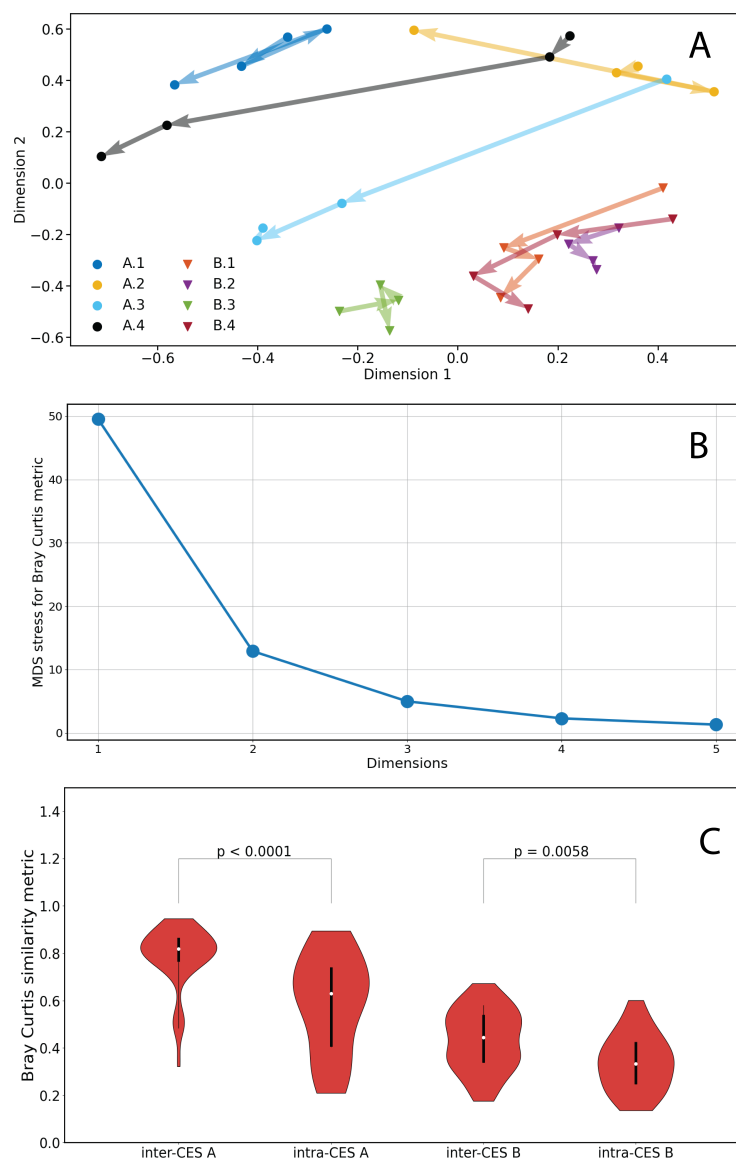 A
0.6
0.4
0.2
0.0
−0.2
−0.4
−0.6
Dimension 2
A.1 B.1
A.2 B.2
A.3 B.3
A.4 B.4
−0.6 −0.4 −0.2 0.0 0.2 0.4
Dimension 1
B
50
40
30
20
10
0
MDS stress for Bray Curtis metric
1 2 3 4 5
Dimensions
C
1.4
1.2
1.0
0.8
0.6
0.4
0.2
0.0
Bray Curtis similarity metric
p < 0.0001 p = 0.0058
inter-CES A intra-CES A inter-CES B intra-CES B